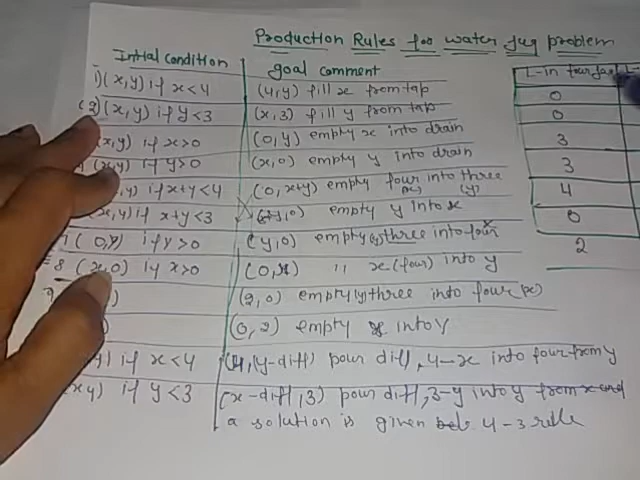 Production Rules for water jug problem
Initial condition goal comment
1) (x,y) if x<4 (4,y) fill x from tap
(2) (x,y) if y<3 (x,3) fill y from tap
(x,y) if x>0 (0,y) empty x into drain
(x,y) if y>0 (x,0) empty y into drain
,y) if x+y<4 (0,x+y) empty four into three
(x) (y)
(x,y) if x+y<3 ,0) empty y into x
(0,y) if y>0 (y,0) empty (y) three into four
x
8 (x,0) if x>0 (0,x) " x(four) into y
9 ) (2,0) empty (y) three into four (x)
) (0,2) empty x into y
y) if x<4 (4,(y-diff) pour diff, 4-x into four from y
xy) if y<3 (x-diff,3) pour diff, 3-y into y from x and
a solution is given 4-3 rule
L-in four
0
0
3
3
4
0
2